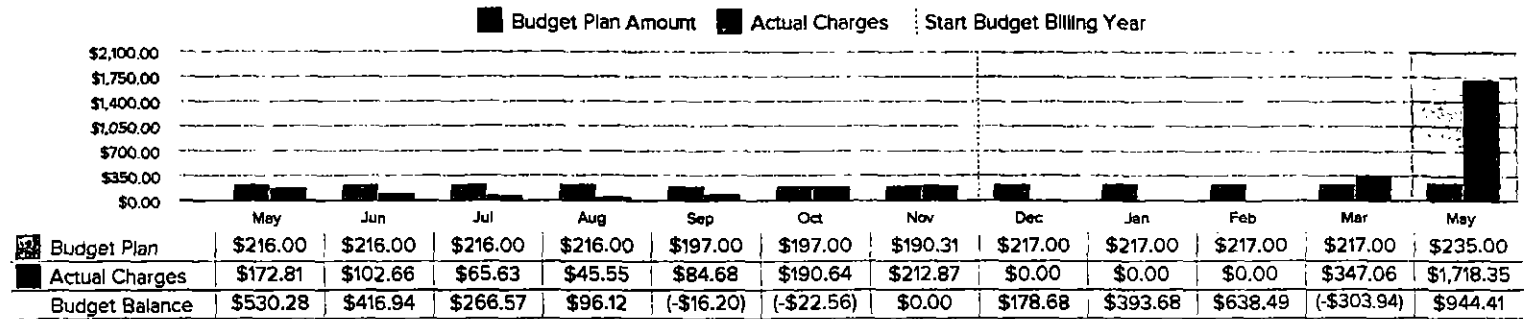 Budget Plan Amount Actual Charges Start Budget Billing Year
$2,100.00
$1,750.00
$1,400.00
$1,050.00
$700.00
$350.00
$0.00
May Jun Jul Aug Sep Oct Nov Dec Jan Feb Mar May
Budget Plan $216.00 $216.00 $216.00 $216.00 $197.00 $197.00 $190.31 $217.00 $217.00 $217.00 $217.00 $235.00
Actual Charges $172.81 $102.66 $65.63 $45.55 $84.68 $190.64 $212.87 $0.00 $0.00 $0.00 $347.06 $1,718.35
Budget Balance $530.28 $416.94 $266.57 $96.12 (-$16.20) (-$22.56) $0.00 $178.68 $393.68 $638.49 (-$303.94) $944.41